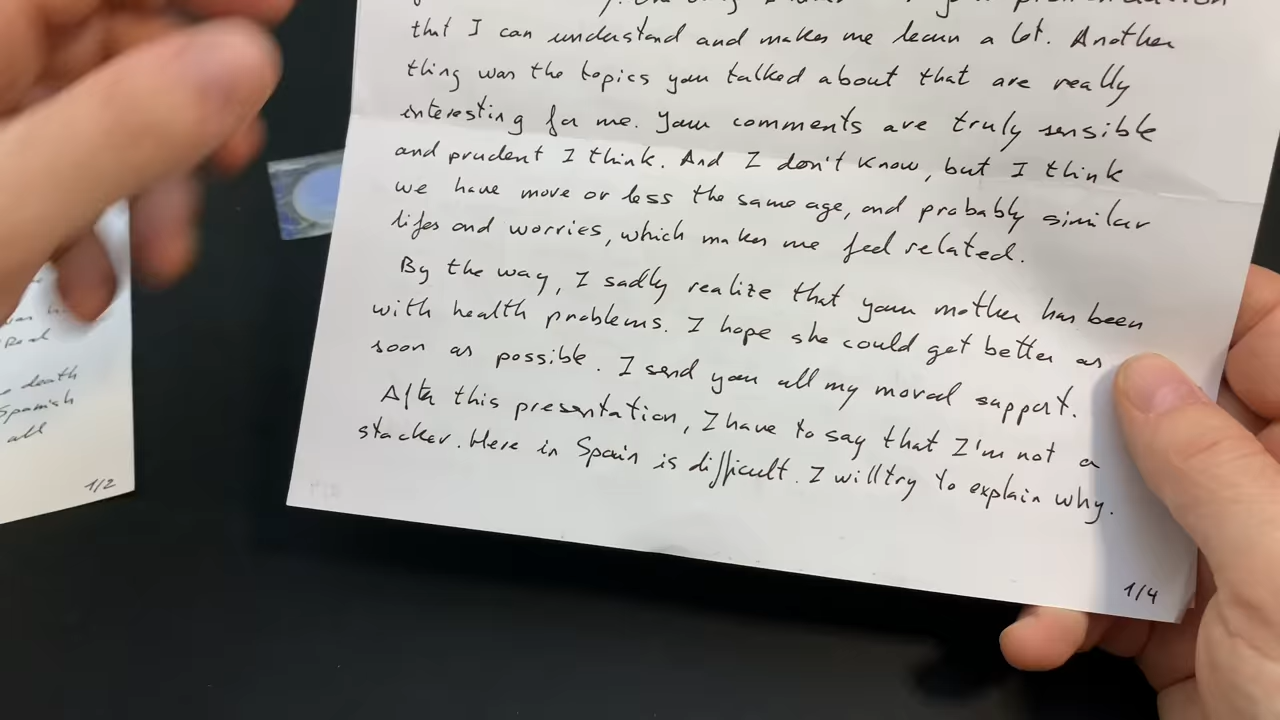 that I can understand and makes me learn a lot. Another
thing was the topics you talked about that are really
interesting for me. Your comments are truly sensible
and prudent I think. And I don't know, but I think
we have more or less the same age, and probably similar
lifes and worries, which makes me feel related.
By the way, I sadly realize that your mother has been
with health problems. I hope she could get better as
soon as possible. I send you all my moral support.
After this presentation, I have to say that I'm not a
stacker. Here in Spain is difficult. I will try to explain why.
1/4
death
Spanish
all
1/2